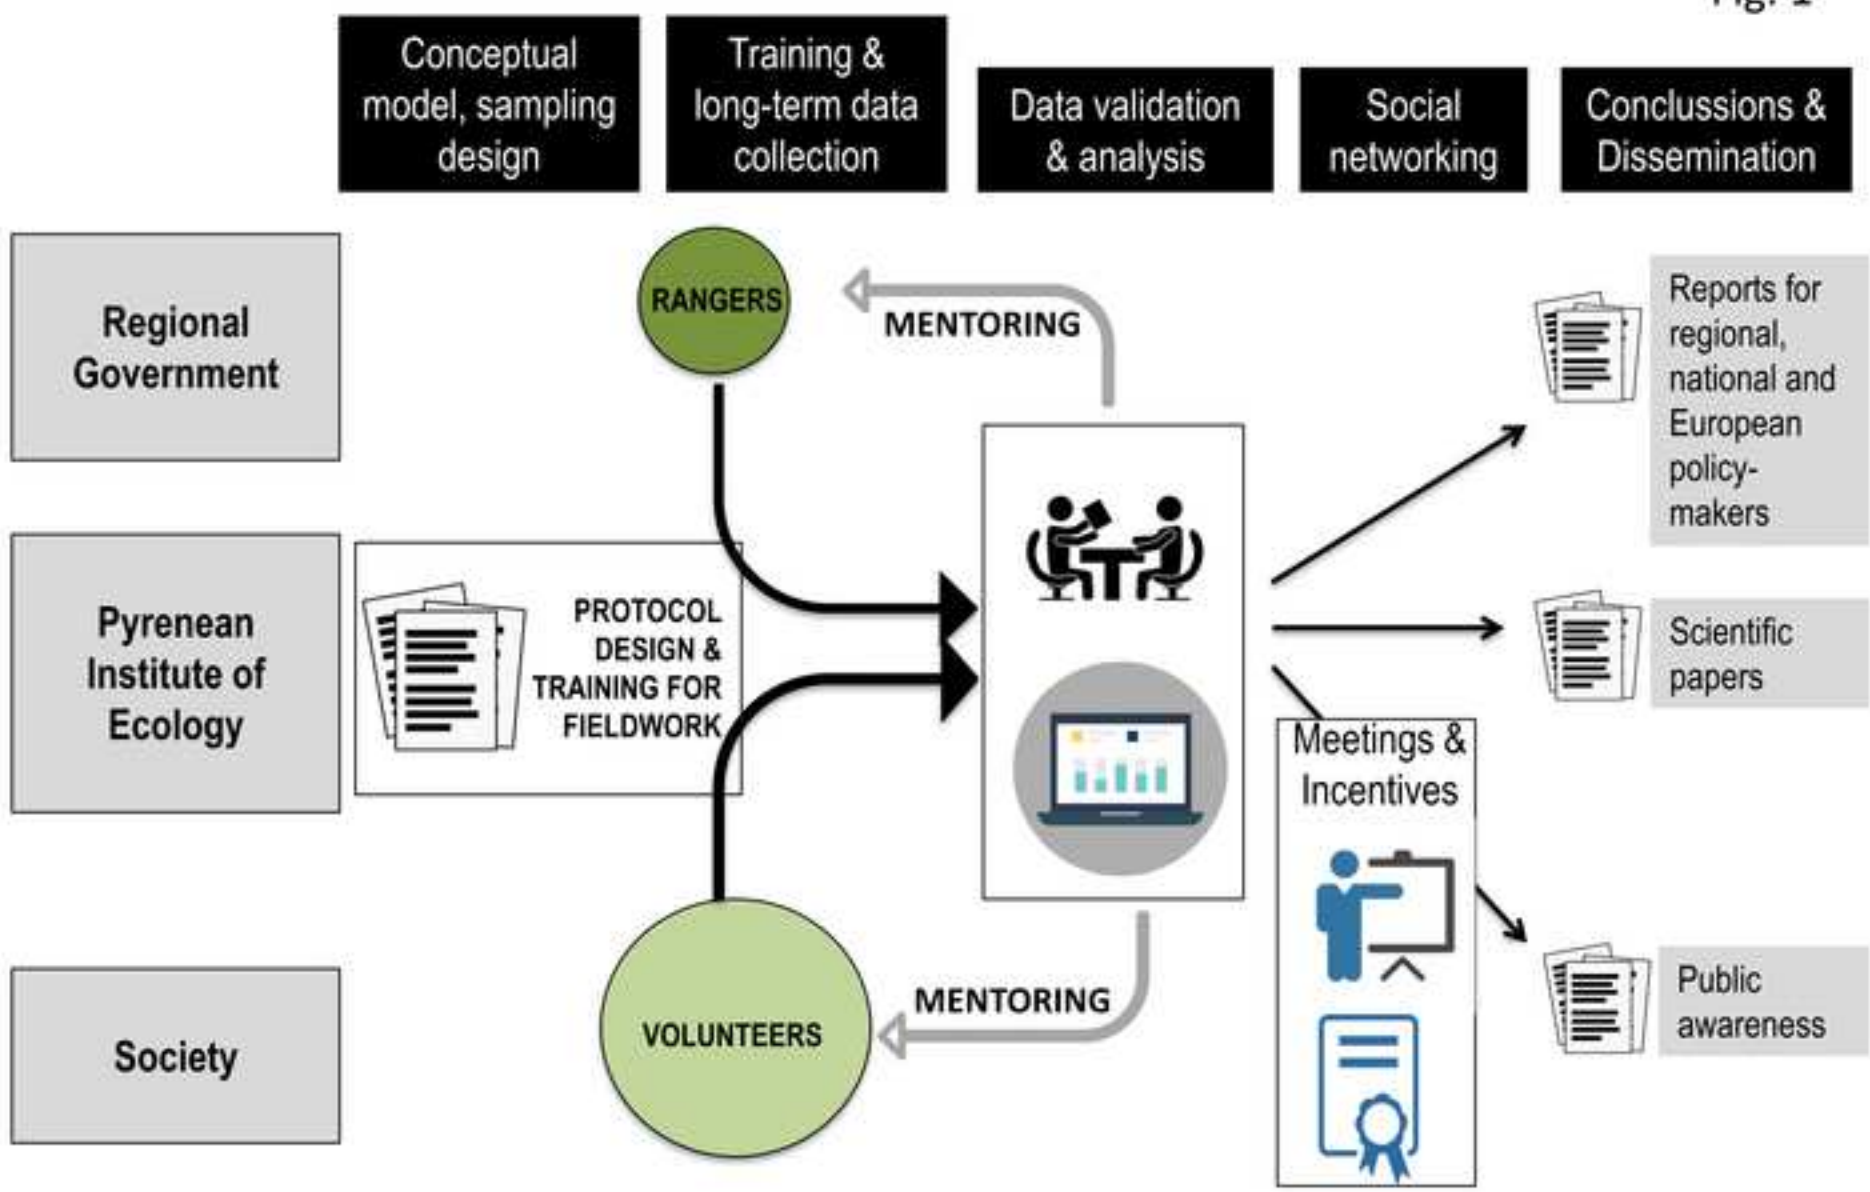 Fig. 1
Conceptual
model, sampling
design
Training &
long-term data
collection
Data validation
& analysis
Social
networking
Conclussions &
Dissemination
Regional
Government
RANGERS
MENTORING
Reports for
regional,
national and
European
policy-
makers
Pyrenean
Institute of
Ecology
PROTOCOL
DESIGN &
TRAINING FOR
FIELDWORK
Scientific
papers
Meetings &
Incentives
Society
VOLUNTEERS
MENTORING
Public
awareness